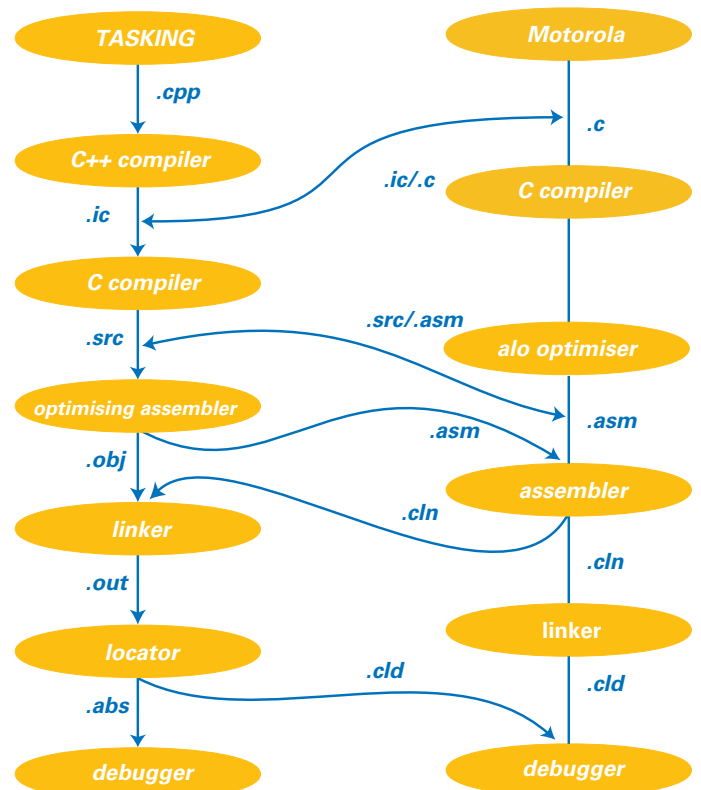 TASKING
Motorola
.cpp
.c
C++ compiler
.ic/.c
C compiler
.ic
C compiler
.src/.asm
.src
alo optimiser
optimising assembler
.asm
.asm
.obj
assembler
.cln
linker
.cln
.out
linker
locator
.cld
.cld
.abs
debugger
debugger